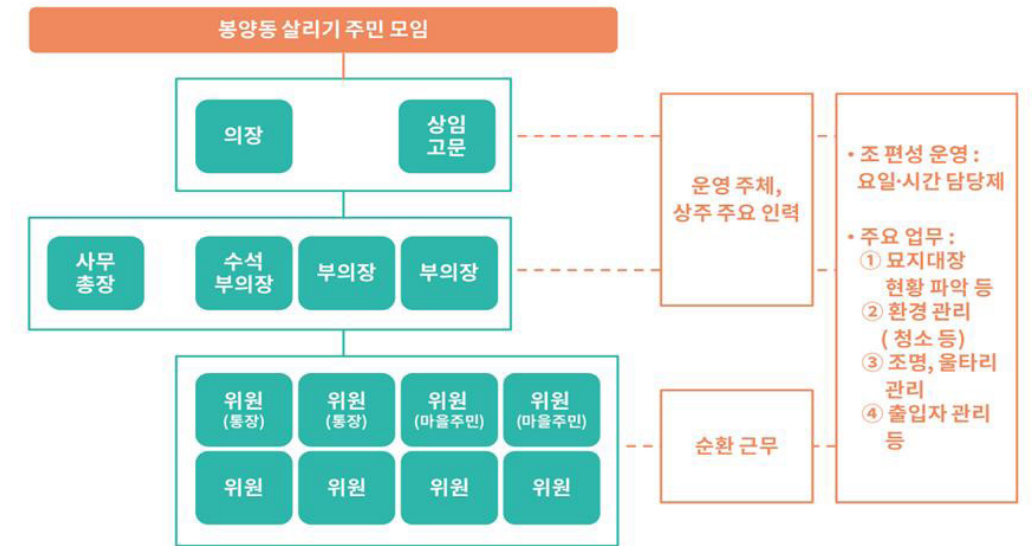 봉양동 살리기 주민 모임
의장
상임
고문
사무
총장
수석
부의장
부의장
부의장
위원
(통장)
위원
(통장)
위원
(마을주민)
위원
(마을주민)
위원
위원
위원
위원
운영 주체,
상주 주요 인력
순환 근무
• 조 편성 운영 :
요일·시간 담당제
• 주요 업무 :
① 묘지대장
현황 파악 등
② 환경 관리
( 청소 등)
③ 조명, 울타리
관리
④ 출입자 관리
등